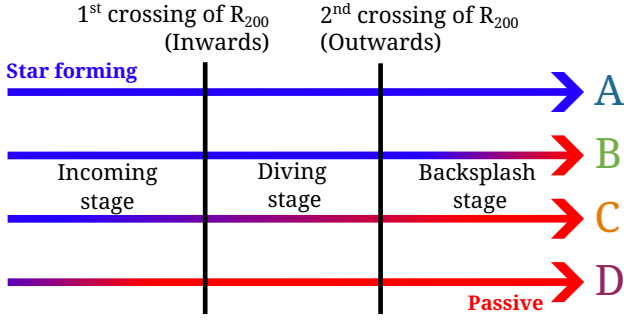 1st crossing of R200
(Inwards)
2nd crossing of R200
(Outwards)
Star forming
A
B
Incoming
stage
Diving
stage
Backsplash
stage
C
D
Passive